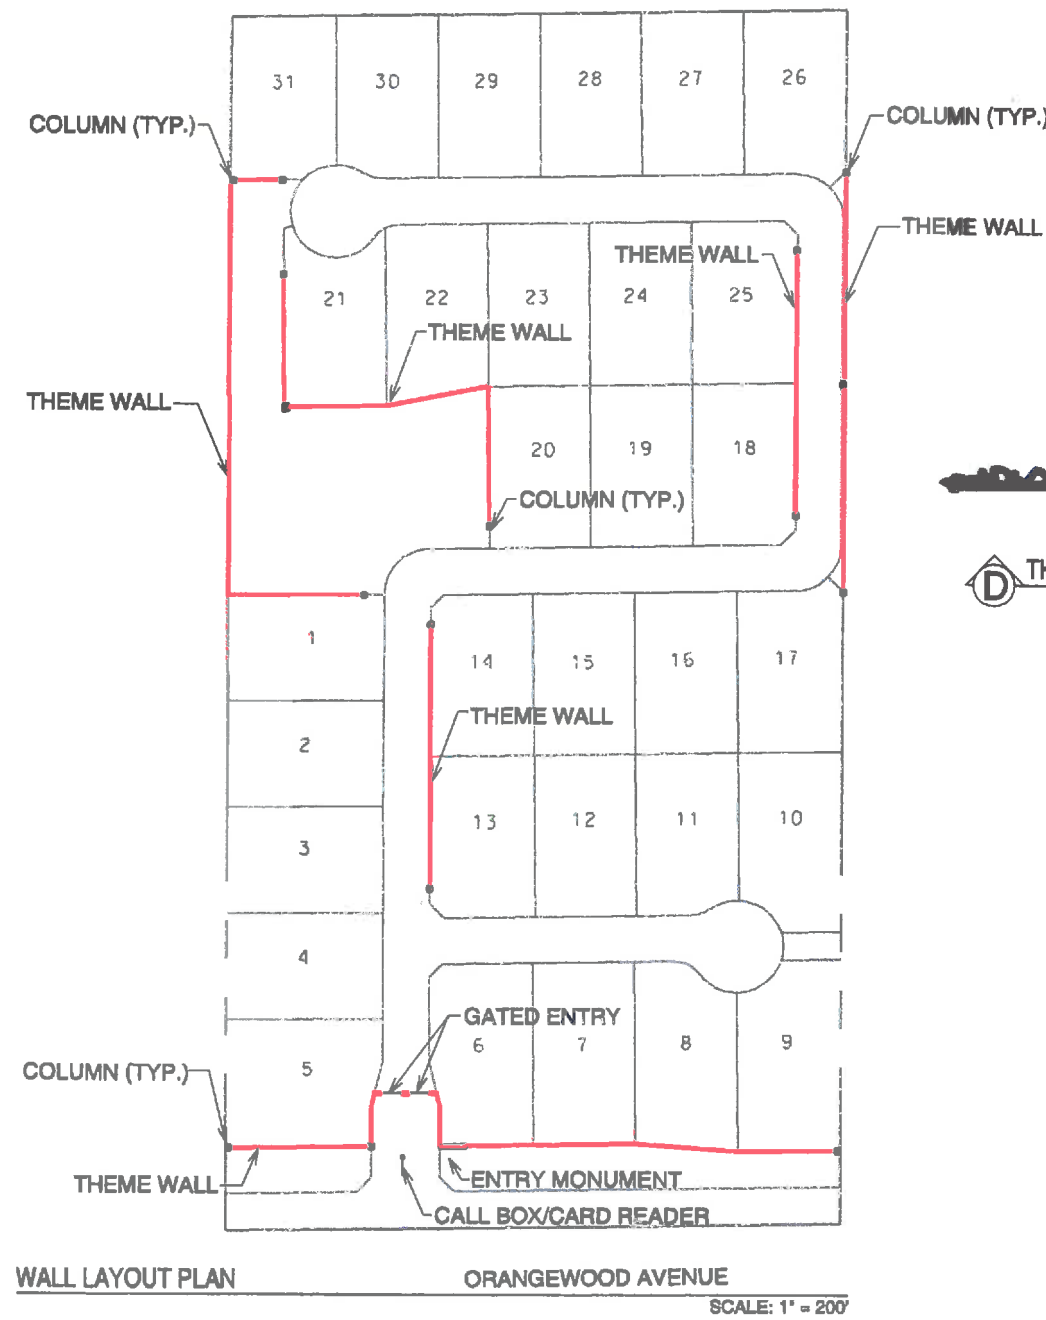 31 30 29 28 27 26
COLUMN (TYP.)
COLUMN (TYP.)
THEME WALL
THEME WALL
21 22 23 24 25
THEME WALL
THEME WALL
20 19 18
COLUMN (TYP.)
D
1
14 15 16 17
THEME WALL
2
13 12 11 10
3
4
GATED ENTRY
6 7 8 9
5
COLUMN (TYP.)
THEME WALL
ENTRY MONUMENT
CALL BOX/CARD READER
WALL LAYOUT PLAN
ORANGEWOOD AVENUE
SCALE: 1" = 200'